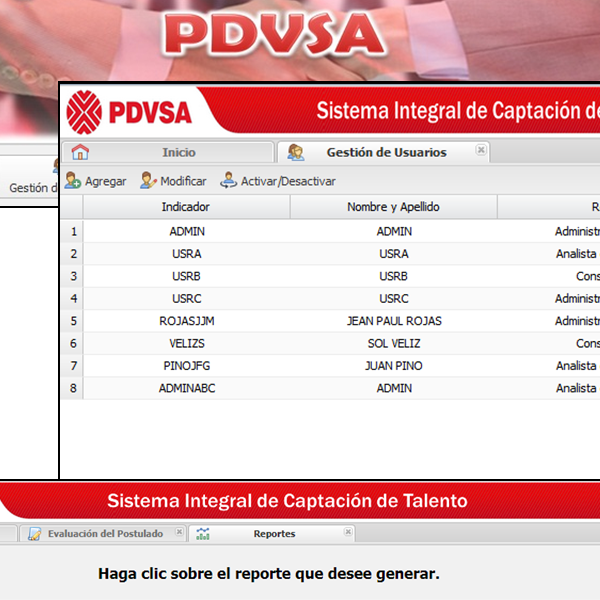 PDVSA
PDVSA
Sistema Integral de Captación de
Inicio
Gestión de Usuarios
Gestión d
Agregar Modificar Activar/Desactivar
Indicador Nombre y Apellido R
1 ADMIN ADMIN Administr
2 USRA USRA Analista
3 USRB USRB Cons
4 USRC USRC Administr
5 ROJASJJM JEAN PAUL ROJAS Administr
6 VELIZS SOL VELIZ Cons
7 PINOJFG JUAN PINO Analista
8 ADMINABC ADMIN Analista
Sistema Integral de Captación de Talento
Evaluación del Postulado Reportes
Haga clic sobre el reporte que desee generar.